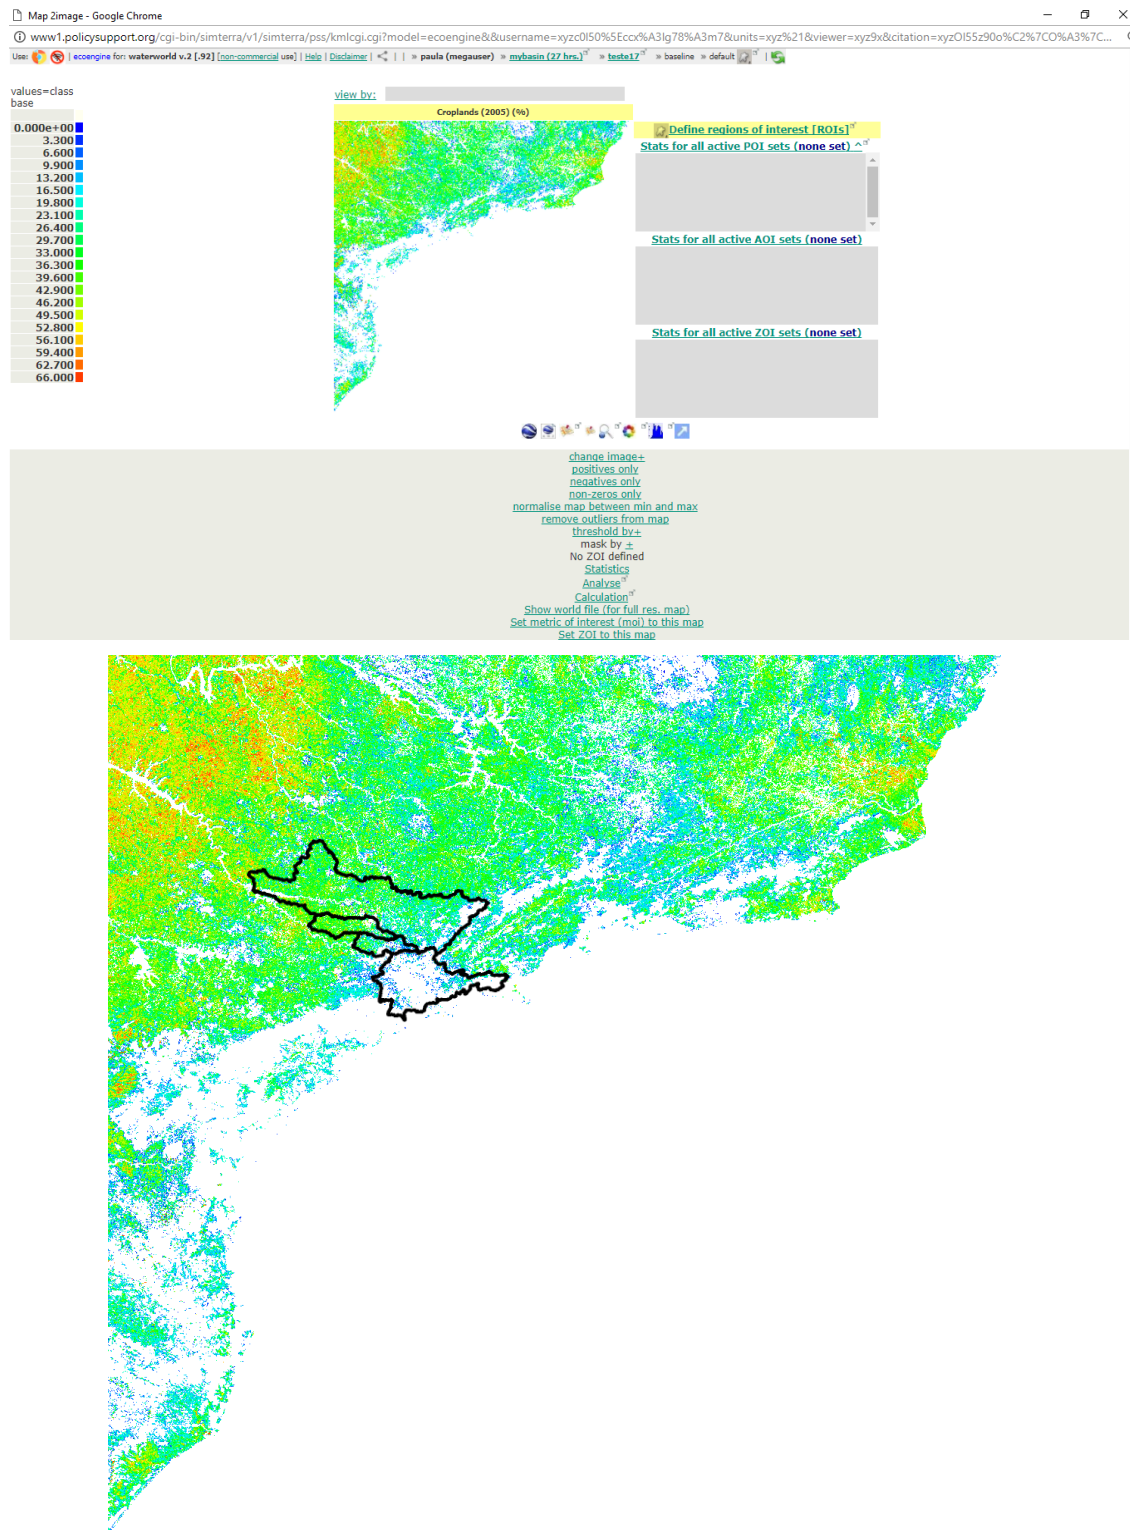 Map 2image - Google Chrome
www1.policysupport.org/cgi-bin/simterra/v1/simterra/pss/kmlcgi.cgi?model=ecoengine&&username=xyzc0l50%5Eccx%A3lg78%A3m7&units=xyz%21&viewer=xyz9x&citation=xyzOl55z90o%C2%7CO%A3%7C...
Use: | ecoengine for: waterworld v.2 [.92] [non-commercial use] | Help | Disclaimer | | | » paula (megauser) » mybasin (27 hrs.) » teste17 » baseline » default |
values=class
base
view by:
Croplands (2005) (%)
0.000e+00
3.300
6.600
9.900
13.200
16.500
19.800
23.100
26.400
29.700
33.000
36.300
39.600
42.900
46.200
49.500
52.800
56.100
59.400
62.700
66.000
Define regions of interest [ROIs]
Stats for all active POI sets (none set) ^
Stats for all active AOI sets (none set)
Stats for all active ZOI sets (none set)
change image+
positives only
negatives only
non-zeros only
normalise map between min and max
remove outliers from map
threshold by+
mask by +
No ZOI defined
Statistics
Analyse
Calculation
Show world file (for full res. map)
Set metric of interest (moi) to this map
Set ZOI to this map